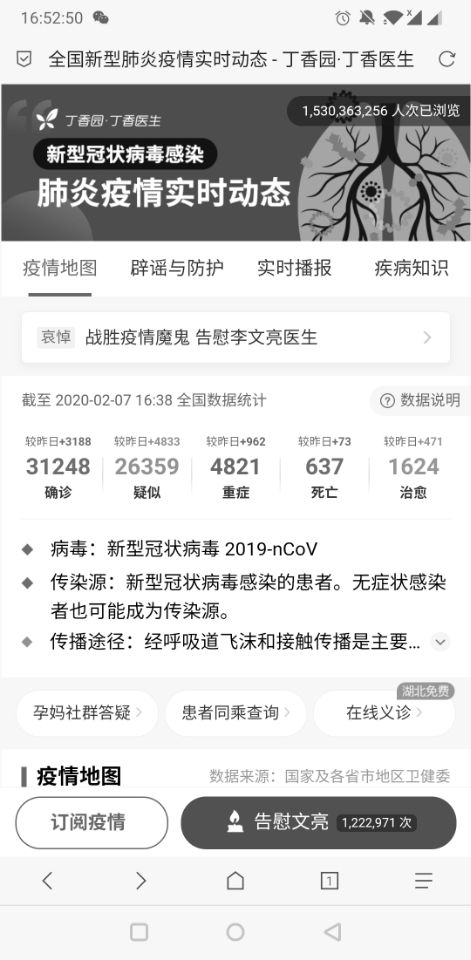 16:52:50
全国新型肺炎疫情实时动态 - 丁香园·丁香医生
1,530,363,256 人次已浏览
丁香园·丁香医生
新型冠状病毒感染
肺炎疫情实时动态
疫情地图 辟谣与防护 实时播报 疾病知识
哀悼 战胜疫情魔鬼 告慰李文亮医生
截至 2020-02-07 16:38 全国数据统计 ? 数据说明
较昨日+3188 较昨日+4833 较昨日+962 较昨日+73 较昨日+471
31248 26359 4821 637 1624
确诊 疑似 重症 死亡 治愈
病毒：新型冠状病毒 2019-nCoV
传染源：新型冠状病毒感染的患者。无症状感染
者也可能成为传染源。
传播途径：经呼吸道飞沫和接触传播是主要...
湖北免费
孕妈社群答疑 患者同乘查询 在线义诊
疫情地图 数据来源：国家及各省市地区卫健委
订阅疫情 告慰文亮 1,222,971 次
1